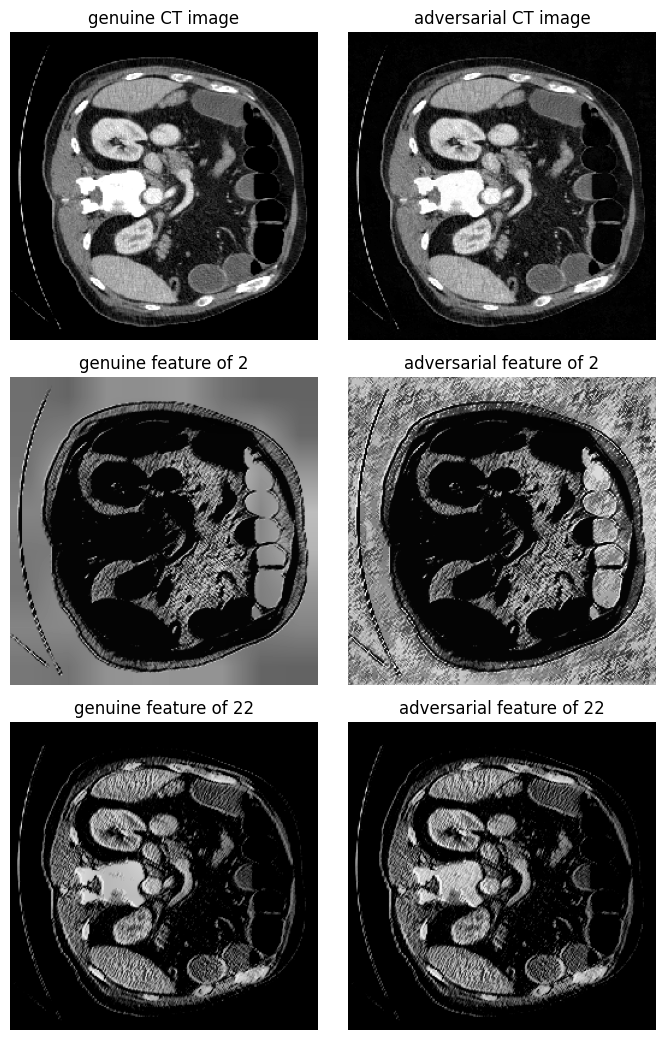 genuine CT image
adversarial CT image
genuine feature of 2
adversarial feature of 2
genuine feature of 22
adversarial feature of 22